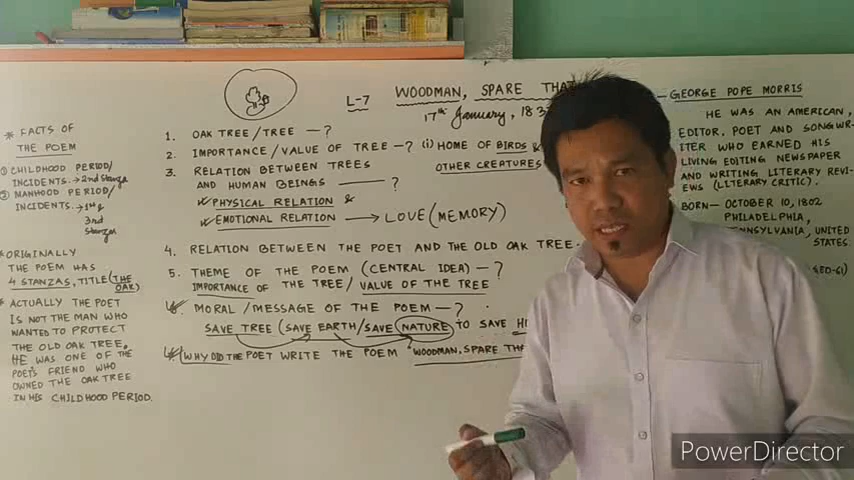 L-7 WOODMAN, SPARE THAT
— GEORGE POPE MORRIS
17th January, 183
* FACTS OF
THE POEM
① CHILDHOOD PERIOD/
INCIDENTS. → 2nd Stanza
② MANHOOD PERIOD/
INCIDENTS. → 1st &
3rd
Stanza
* ORIGINALLY
THE POEM HAS
4 STANZAS, TITLE (THE
OAK)
* ACTUALLY THE POET
IS NOT THE MAN WHO
WANTED TO PROTECT
THE OLD OAK TREE.
HE WAS ONE OF THE
POET'S FRIEND WHO
OWNED THE OAK TREE
IN HIS CHILDHOOD PERIOD.
1. OAK TREE/TREE — ?
2. IMPORTANCE/VALUE OF TREE - ? (i) HOME OF BIRDS &
OTHER CREATURES
3. RELATION BETWEEN TREES
AND HUMAN BEINGS — ?
PHYSICAL RELATION &
EMOTIONAL RELATION → LOVE (MEMORY)
4. RELATION BETWEEN THE POET AND THE OLD OAK TREE -
5. THEME OF THE POEM (CENTRAL IDEA) — ?
IMPORTANCE OF THE TREE/ VALUE OF THE TREE
6. MORAL/MESSAGE OF THE POEM — ?
SAVE TREE (SAVE EARTH/SAVE NATURE TO SAVE
(WHY DID THE POET WRITE THE POEM "WOODMAN, SPARE THA
HE WAS AN AMERICAN,
EDITOR, POET AND SONGWR-
ITER WHO EARNED HIS
LIVING EDITING NEWSPAPER
AND WRITING LITERARY REVI-
EWS (LITERARY CRITIC).
BORN— OCTOBER 10, 1802
PHILADELPHIA,
NNSYLVANIA, UNITED
STATES.
PowerDirector